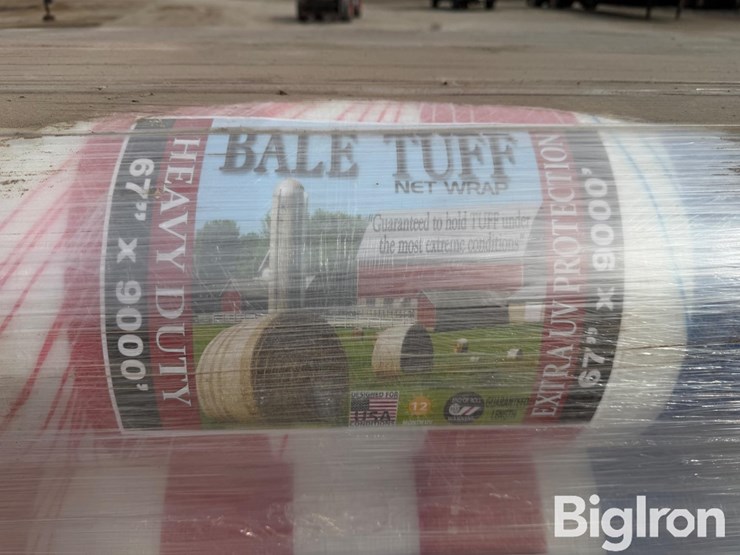 BALE TUFF
NET WRAP
"Guaranteed to hold TUFF under
the most extreme conditions"
67" x 9000'
HEAVY DUTY
EXTRA UV PROTECTION
67" x 9000'
USA
12
BigIron